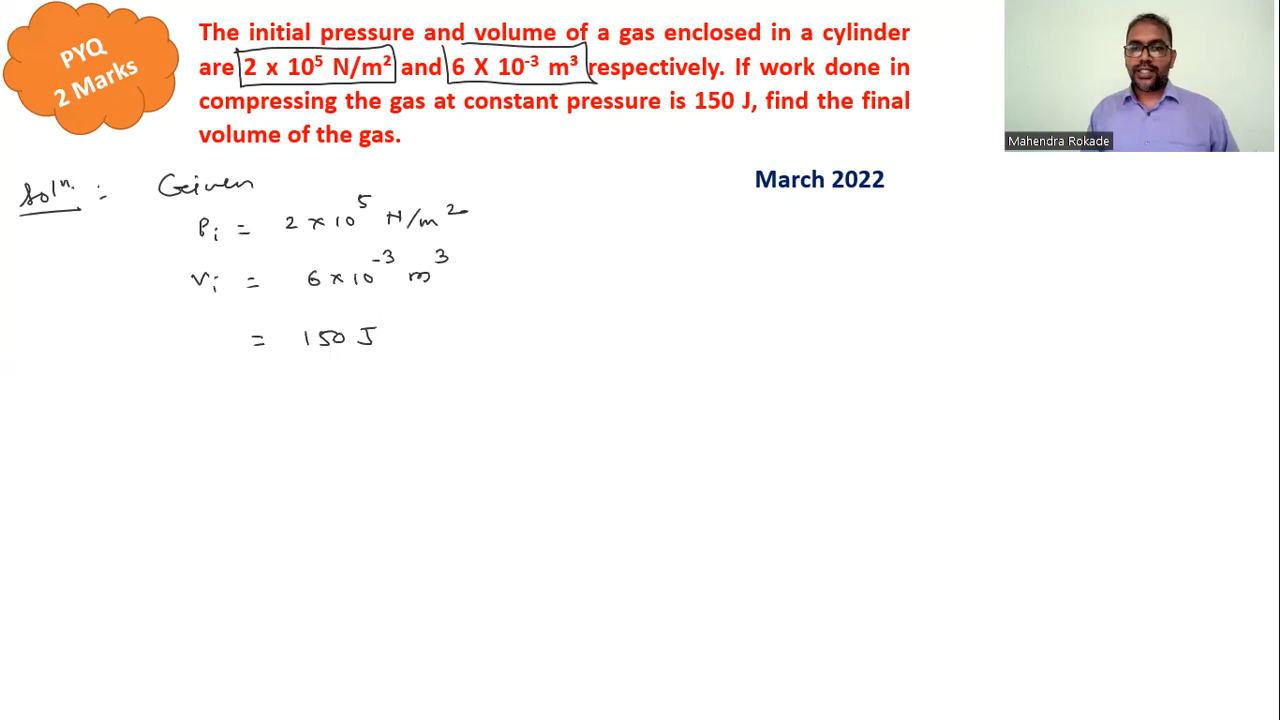 PYQ
2 Marks
The initial pressure and volume of a gas enclosed in a cylinder
are 2 x 10⁵ N/m² and 6 X 10⁻³ m³ respectively. If work done in
compressing the gas at constant pressure is 150 J, find the final
volume of the gas.
Mahendra Rokade
March 2022
Solⁿ. : Given
Pᵢ = 2 × 10⁵ N/m²
Vᵢ = 6 × 10⁻³ m³
= 150 J